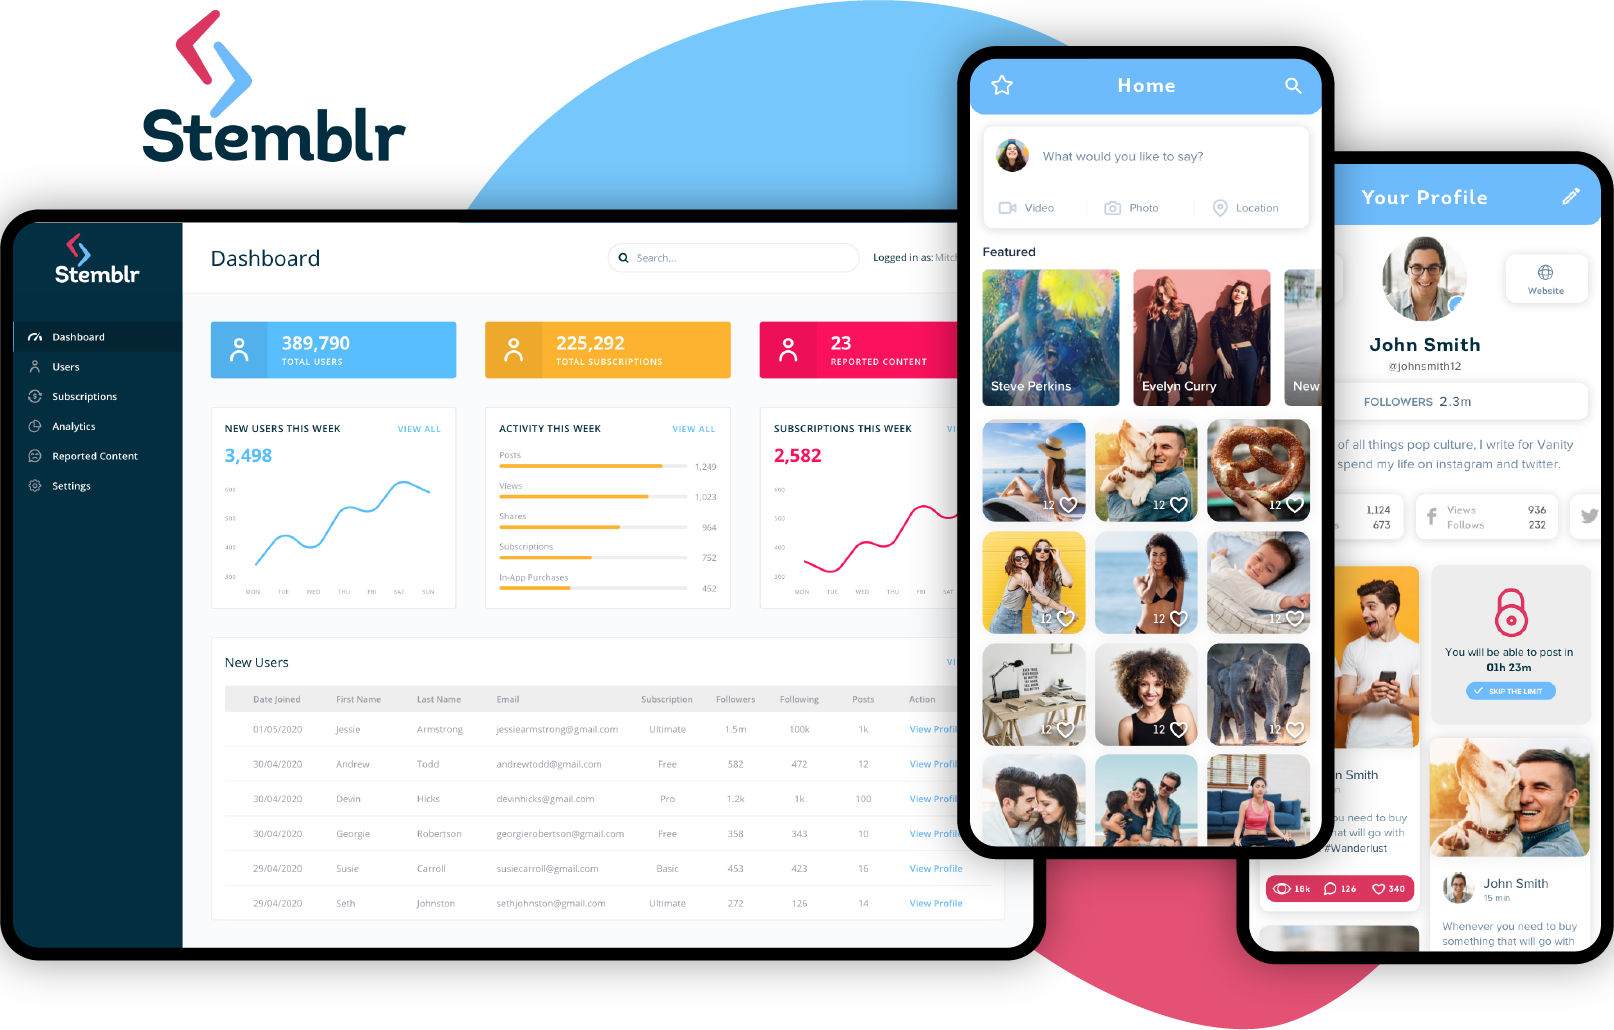 Stemblr
Stemblr
Dashboard
Users
Subscriptions
Analytics
Reported Content
Settings
Dashboard
Search...
Logged in as: Mitch
389,790
TOTAL USERS
225,292
TOTAL SUBSCRIPTIONS
23
REPORTED CONTENT
NEW USERS THIS WEEK
VIEW ALL
3,498
600
500
400
300
MON TUE WED THU FRI SAT SUN
ACTIVITY THIS WEEK
VIEW ALL
Posts
1,249
Views
1,023
Shares
964
Subscriptions
752
In-App Purchases
452
SUBSCRIPTIONS THIS WEEK
VI
2,582
600
500
400
300
MON TUE WED THU FRI SAT
New Users
VI
Date Joined First Name Last Name Email Subscription Followers Following Posts Action
01/05/2020 Jessie Armstrong jessiearmstrong@gmail.com Ultimate 1.5m 100k 1k View Profil
30/04/2020 Andrew Todd andrewtodd@gmail.com Free 582 472 12 View Profil
30/04/2020 Devin Hicks devinhicks@gmail.com Pro 1.2k 1k 100 View Profil
30/04/2020 Georgie Robertson georgierobertson@gmail.com Free 358 343 10 View Profil
29/04/2020 Susie Carroll susiecarroll@gmail.com Basic 453 423 16 View Profile
29/04/2020 Seth Johnston sethjohnston@gmail.com Ultimate 272 126 14 View Profile
Home
What would you like to say?
Video
Photo
Location
Featured
Steve Perkins
Evelyn Curry
New
12
12
12
12
12
12
12
12
12
Your Profile
Website
John Smith
@johnsmith12
FOLLOWERS 2.3m
of all things pop culture, I write for Vanity
spend my life on instagram and twitter.
1,124
s 673
Views 936
Follows 232
You will be able to post in
01h 23m
SKIP THE LIMIT
n Smith
n
ou need to buy
hat will go with
#Wanderlust
18k 126 340
John Smith
15 min
Whenever you need to buy
something that will go with